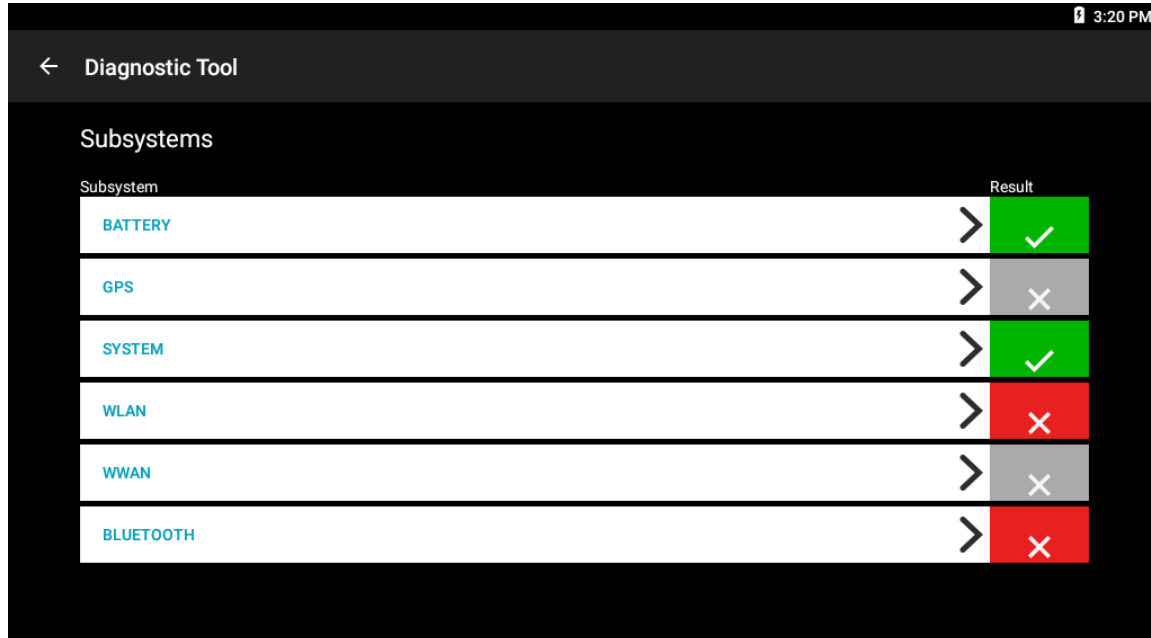 3:20 PM
Diagnostic Tool
Subsystems
Subsystem Result
BATTERY
GPS
SYSTEM
WLAN
WWAN
BLUETOOTH